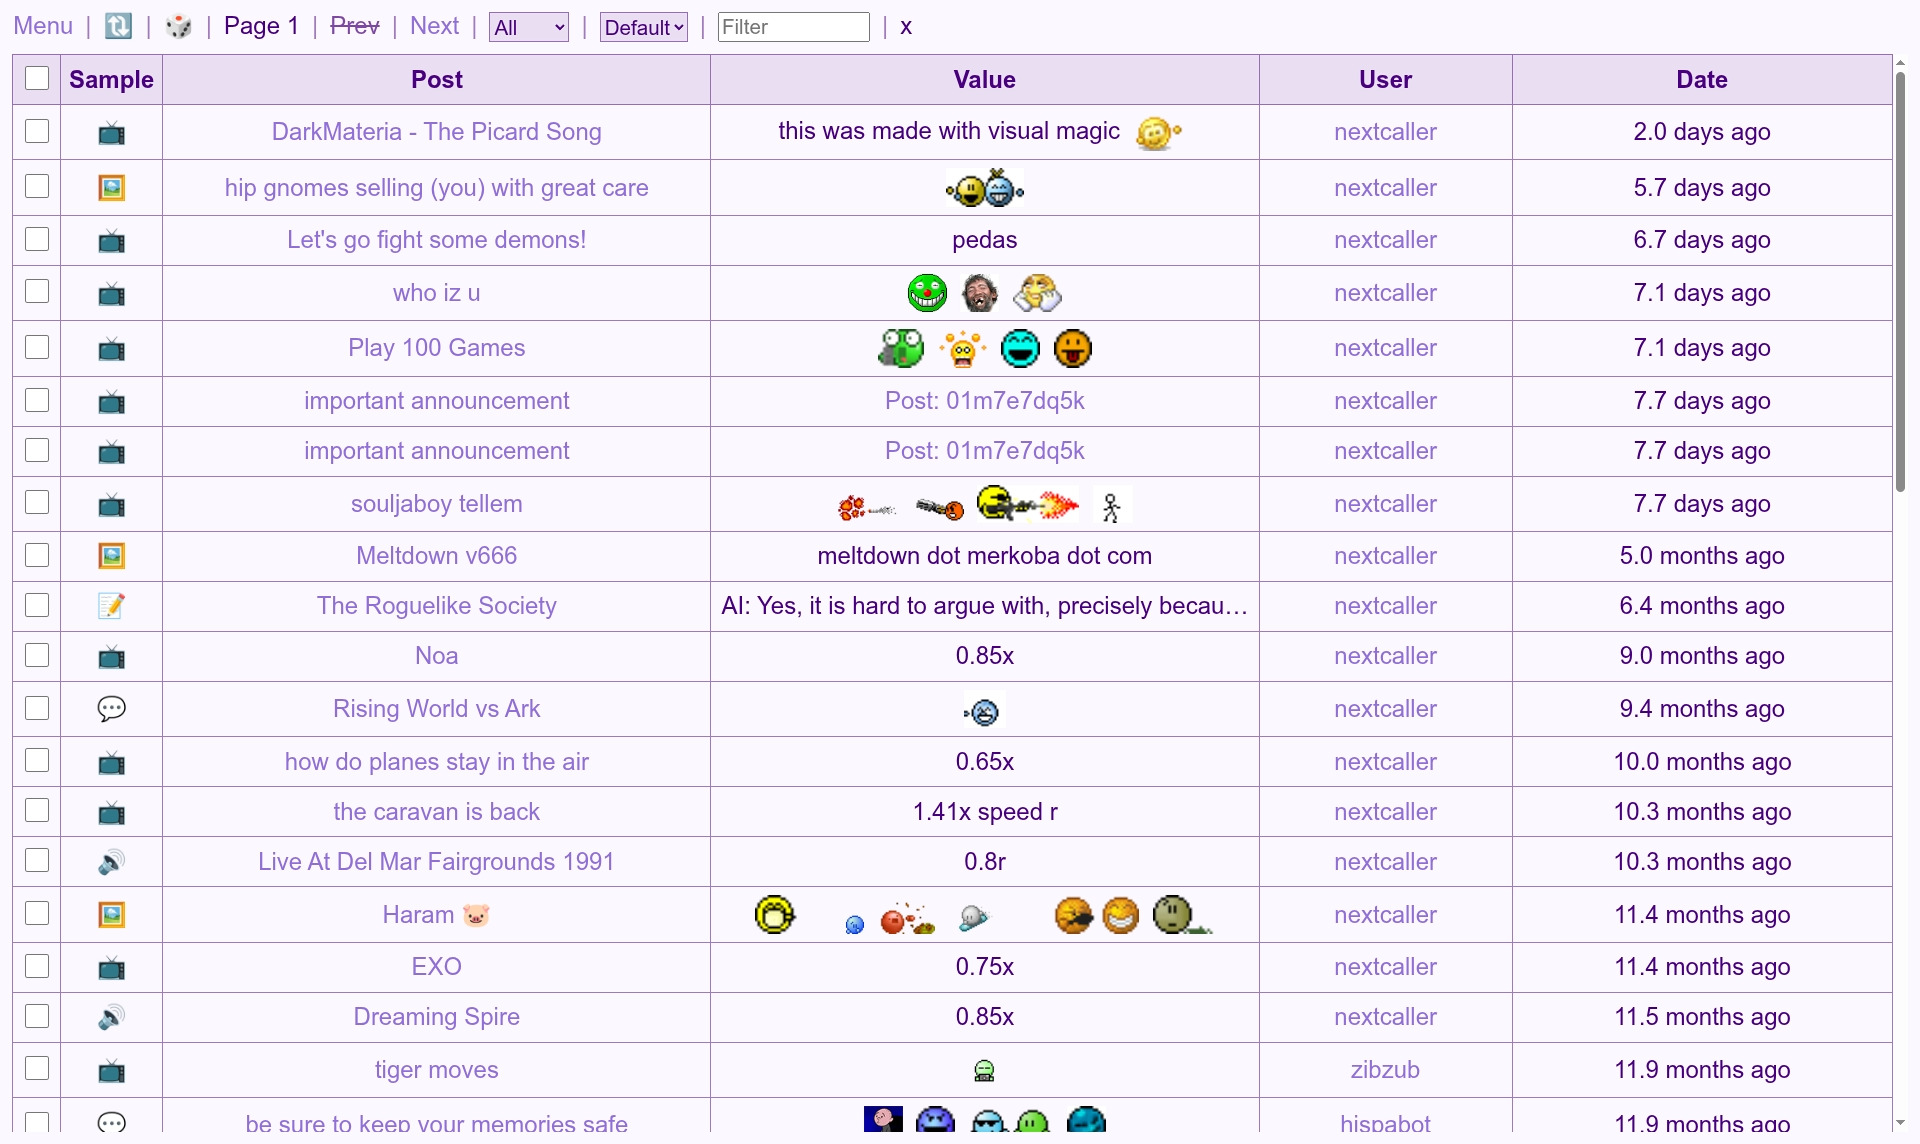 Menu | | | Page 1 | Prev | Next | All | Default | Filter | x
Sample Post Value User Date
DarkMateria - The Picard Song this was made with visual magic nextcaller 2.0 days ago
hip gnomes selling (you) with great care nextcaller 5.7 days ago
Let's go fight some demons! pedas nextcaller 6.7 days ago
who iz u nextcaller 7.1 days ago
Play 100 Games nextcaller 7.1 days ago
important announcement Post: 01m7e7dq5k nextcaller 7.7 days ago
important announcement Post: 01m7e7dq5k nextcaller 7.7 days ago
souljaboy tellem nextcaller 7.7 days ago
Meltdown v666 meltdown dot merkoba dot com nextcaller 5.0 months ago
The Roguelike Society AI: Yes, it is hard to argue with, precisely becau… nextcaller 6.4 months ago
Noa 0.85x nextcaller 9.0 months ago
Rising World vs Ark nextcaller 9.4 months ago
how do planes stay in the air 0.65x nextcaller 10.0 months ago
the caravan is back 1.41x speed r nextcaller 10.3 months ago
Live At Del Mar Fairgrounds 1991 0.8r nextcaller 10.3 months ago
Haram 🐷 nextcaller 11.4 months ago
EXO 0.75x nextcaller 11.4 months ago
Dreaming Spire 0.85x nextcaller 11.5 months ago
tiger moves zibzub 11.9 months ago
be sure to keep your memories safe hispabot 11.9 months ago